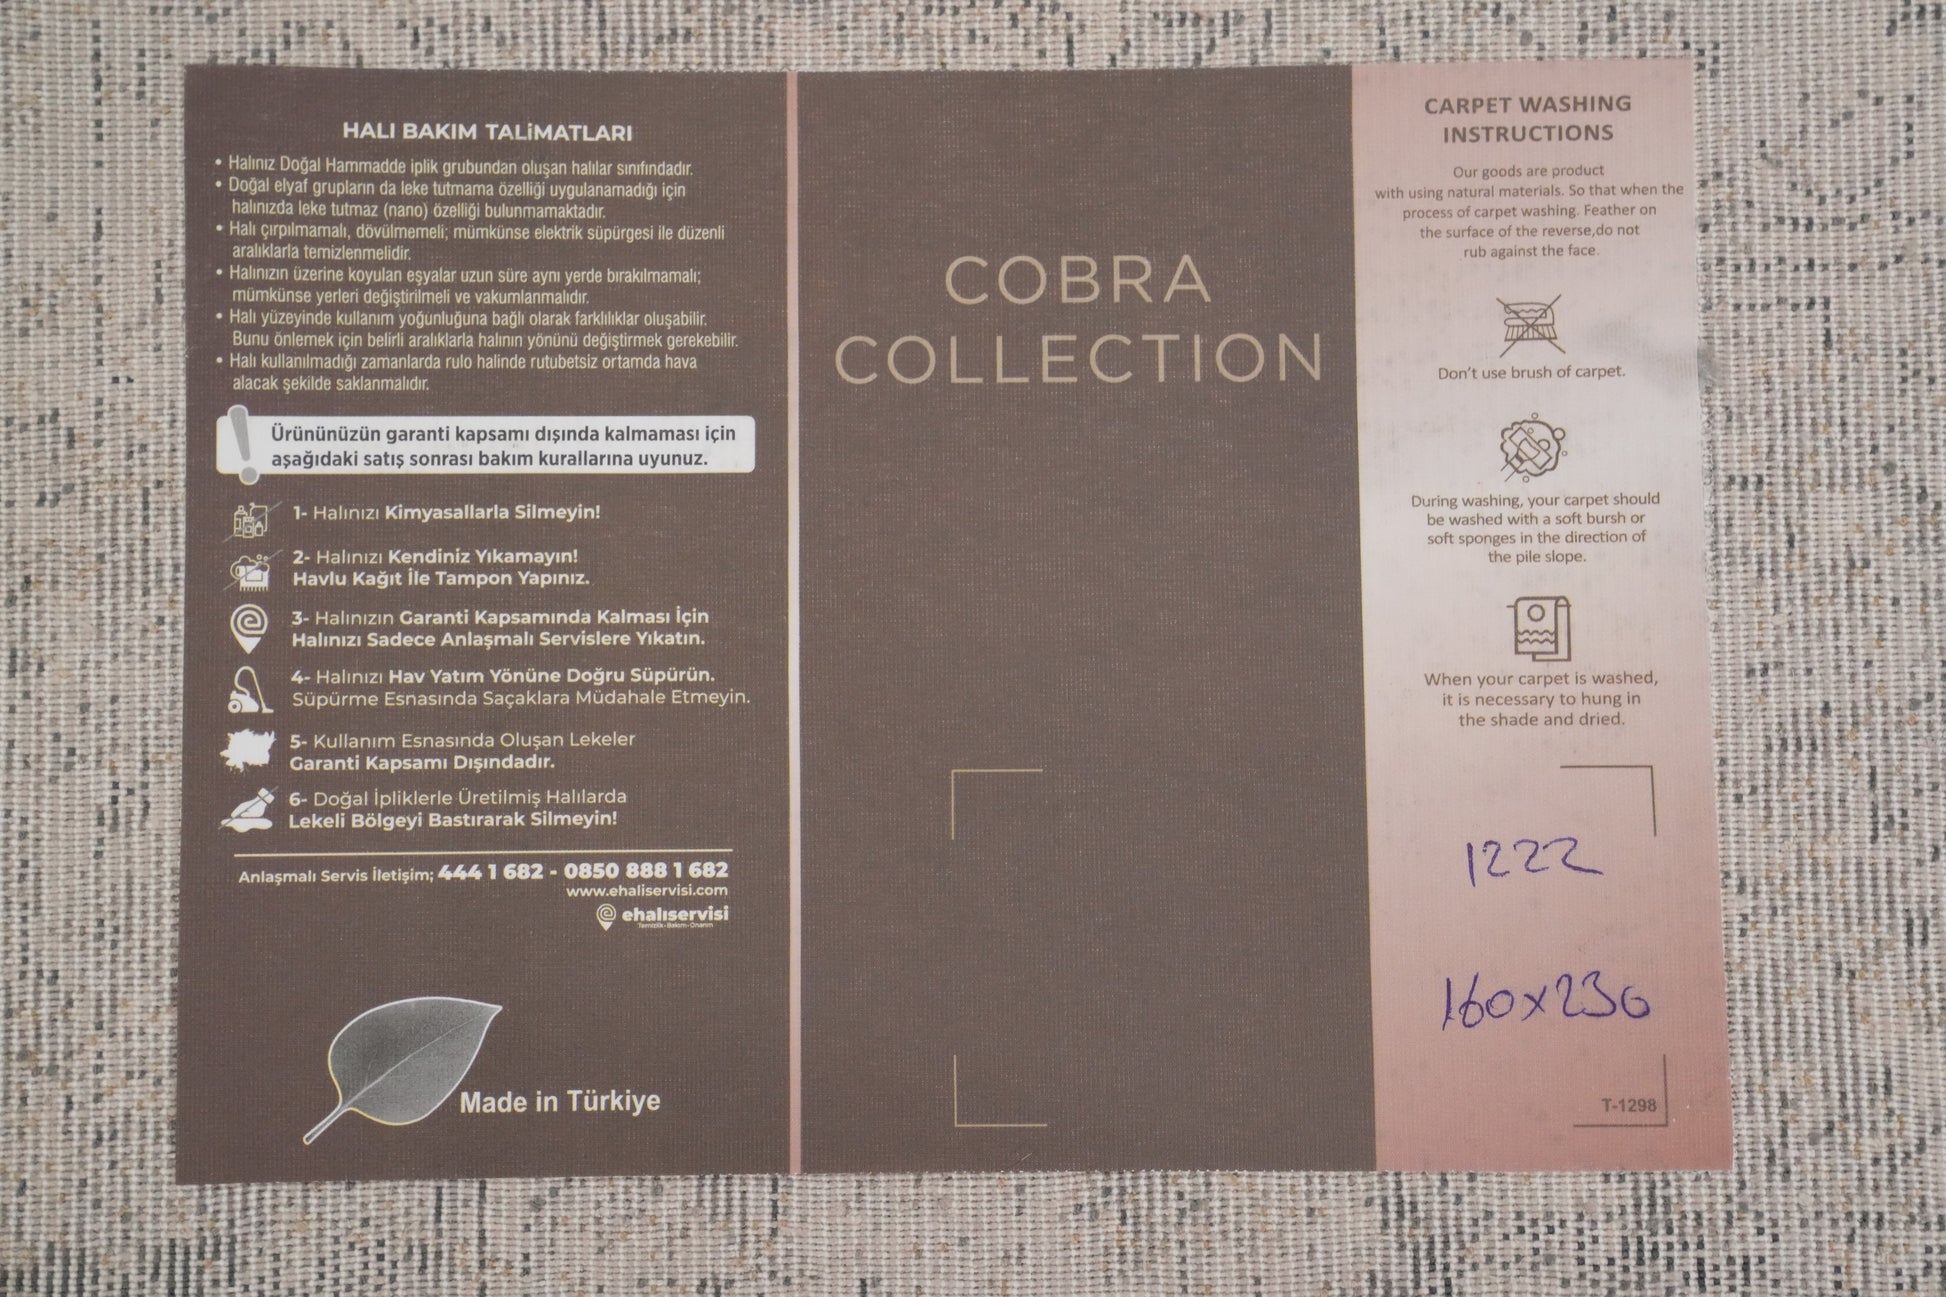 HALI BAKIM TALİMATLARI
• Halınız Doğal Hammadde iplik grubundan oluşan halılar sınıfındadır.
• Doğal elyaf grupların da leke tutmama özelliği uygulanamadığı için
halınızda leke tutmaz (nano) özelliği bulunmamaktadır.
• Halı çırpılmamalı, dövülmemeli; mümkünse elektrik süpürgesi ile düzenli
aralıklarla temizlenmelidir.
• Halınızın üzerine koyulan eşyalar uzun süre aynı yerde bırakılmamalı;
mümkünse yerleri değiştirilmeli ve vakumlanmalıdır.
• Halı yüzeyinde kullanım yoğunluğuna bağlı olarak farklılıklar oluşabilir.
Bunu önlemek için belirli aralıklarla halının yönünü değiştirmek gerekebilir.
• Halı kullanılmadığı zamanlarda rulo halinde rutubetsiz ortamda hava
alacak şekilde saklanmalıdır.
Ürününüzün garanti kapsamı dışında kalmaması için
aşağıdaki satış sonrası bakım kurallarına uyunuz.
1- Halınızı Kimyasallarla Silmeyin!
2- Halınızı Kendiniz Yıkamayın!
Havlu Kağıt İle Tampon Yapınız.
3- Halınızın Garanti Kapsamında Kalması İçin
Halınızı Sadece Anlaşmalı Servislere Yıkatın.
4- Halınızı Hav Yatım Yönüne Doğru Süpürün.
Süpürme Esnasında Saçaklara Müdahale Etmeyin.
5- Kullanım Esnasında Oluşan Lekeler
Garanti Kapsamı Dışındadır.
6- Doğal İpliklerle Üretilmiş Halılarda
Lekeli Bölgeyi Bastırarak Silmeyin!
Anlaşmalı Servis İletişim; 444 1 682 - 0850 888 1 682
www.ehaliservisi.com
ehalıservisi
Temizlik-Bakım-Onarım
Made in Türkiye
COBRA
COLLECTION
CARPET WASHING
INSTRUCTIONS
Our goods are product
with using natural materials. So that when the
process of carpet washing. Feather on
the surface of the reverse,do not
rub against the face.
Don't use brush of carpet.
During washing, your carpet should
be washed with a soft bursh or
soft sponges in the direction of
the pile slope.
When your carpet is washed,
it is necessary to hung in
the shade and dried.
1222
160x230
T-1298